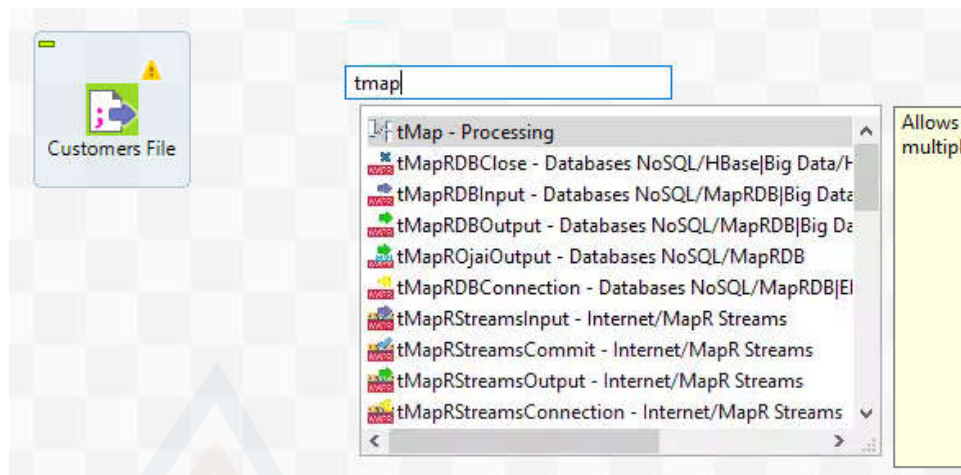 Customers File
tmap
tMap - Processing
tMapRDBClose - Databases NoSQL/HBase|Big Data/H
tMapRDBInput - Databases NoSQL/MapRDB|Big Data
tMapRDBOutput - Databases NoSQL/MapRDB|Big Da
tMapROjaiOutput - Databases NoSQL/MapRDB
tMapRDBConnection - Databases NoSQL/MapRDB|El
tMapRStreamsInput - Internet/MapR Streams
tMapRStreamsCommit - Internet/MapR Streams
tMapRStreamsOutput - Internet/MapR Streams
tMapRStreamsConnection - Internet/MapR Streams
Allows
multipl